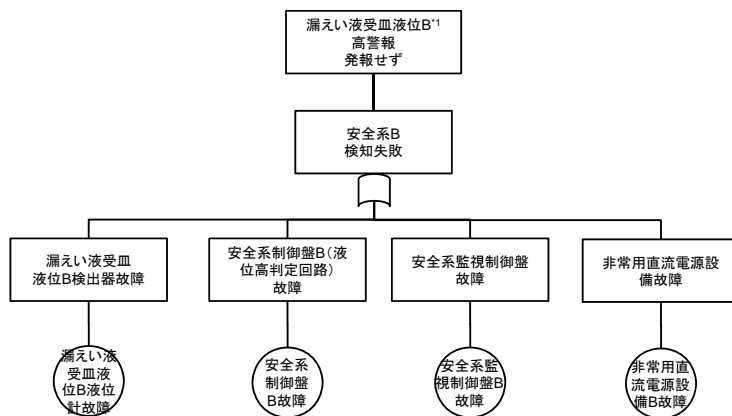 漏えい液受皿液位B*1
高警報
発報せず
安全系B
検知失敗
漏えい液受皿
液位B検出器故障
安全系制御盤B(液
位高判定回路)
故障
安全系監視制御盤
故障
非常用直流電源設
備故障
漏えい液
受皿液
位B液位
計故障
安全系
制御盤
B故障
安全系監
視制御盤B
故障
非常用直
流電源設
備B故障